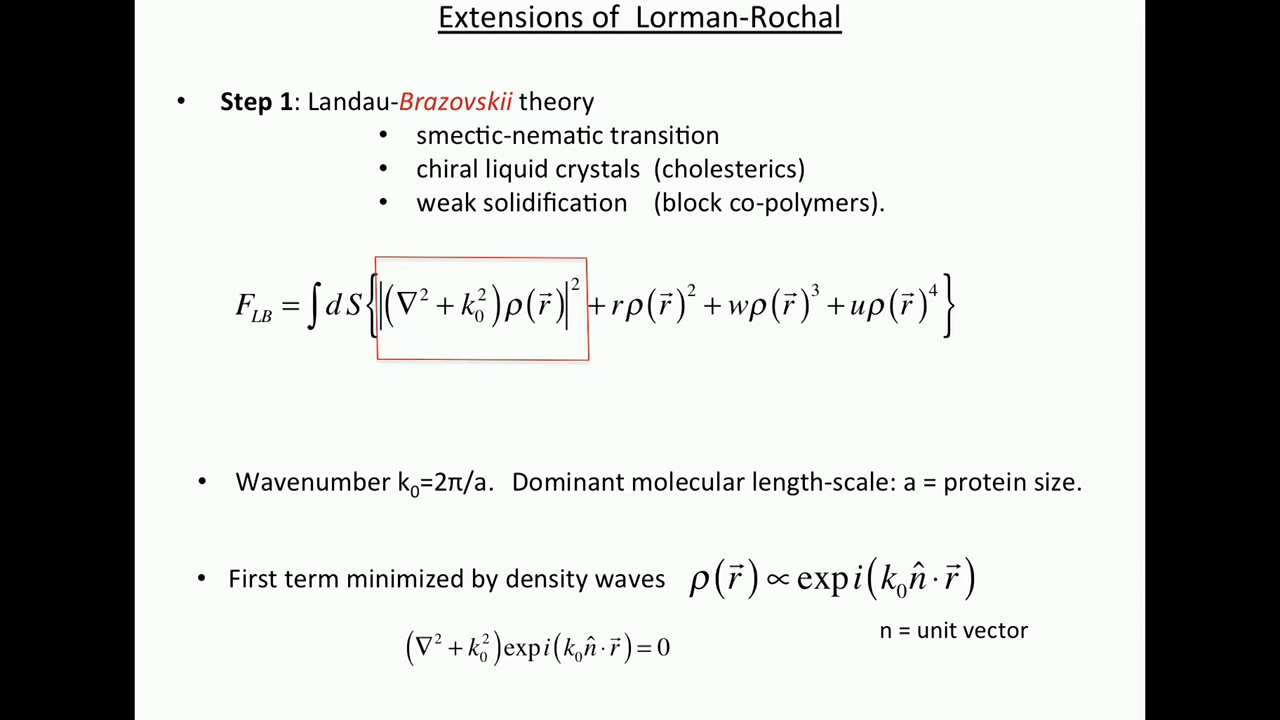 Extensions of Lorman-Rochal
• Step 1: Landau-Brazovskii theory
• smectic-nematic transition
• chiral liquid crystals (cholesterics)
• weak solidification (block co-polymers).
F_LB = ∫dS{|(∇² + k₀²)ρ(r⃗)|² + rρ(r⃗)² + wρ(r⃗)³ + uρ(r⃗)⁴}
• Wavenumber k₀=2π/a. Dominant molecular length-scale: a = protein size.
• First term minimized by density waves ρ(r⃗) ∝ exp i(k₀n̂·r⃗)
n = unit vector
(∇² + k₀²)exp i(k₀n̂·r⃗) = 0